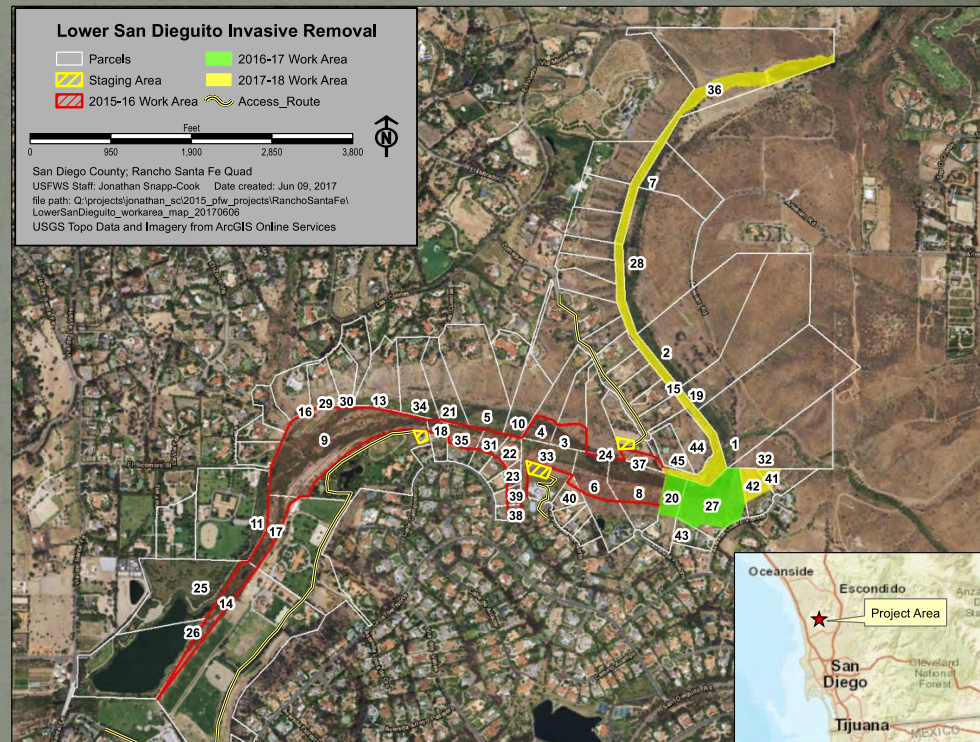 Lower San Dieguito Invasive Removal
Parcels
2016-17 Work Area
Staging Area
2017-18 Work Area
2015-16 Work Area
Access_Route
Feet
0 950 1,900 2,850 3,800
N
San Diego County; Rancho Santa Fe Quad
USFWS Staff: Jonathan Snapp-Cook Date created: Jun 09, 2017
file path: Q:\projects\jonathan_sc\2015_pfw_projects\RanchoSantaFe\
LowerSanDieguito_workarea_map_20170606
USGS Topo Data and Imagery from ArcGIS Online Services
36
7
28
2
15 19
16 29 30 13 34 21 5 10
9 18 35 31 22 4 3 24 37 45 44 1
23 33 32
39 40 6 8 20 27 42 41
38 43
11 17
25
14
26
San Dieguito Rd
Oceanside
Escondido
Project Area
San
Diego
Cleveland
National
Forest
Tijuana
MEXICO